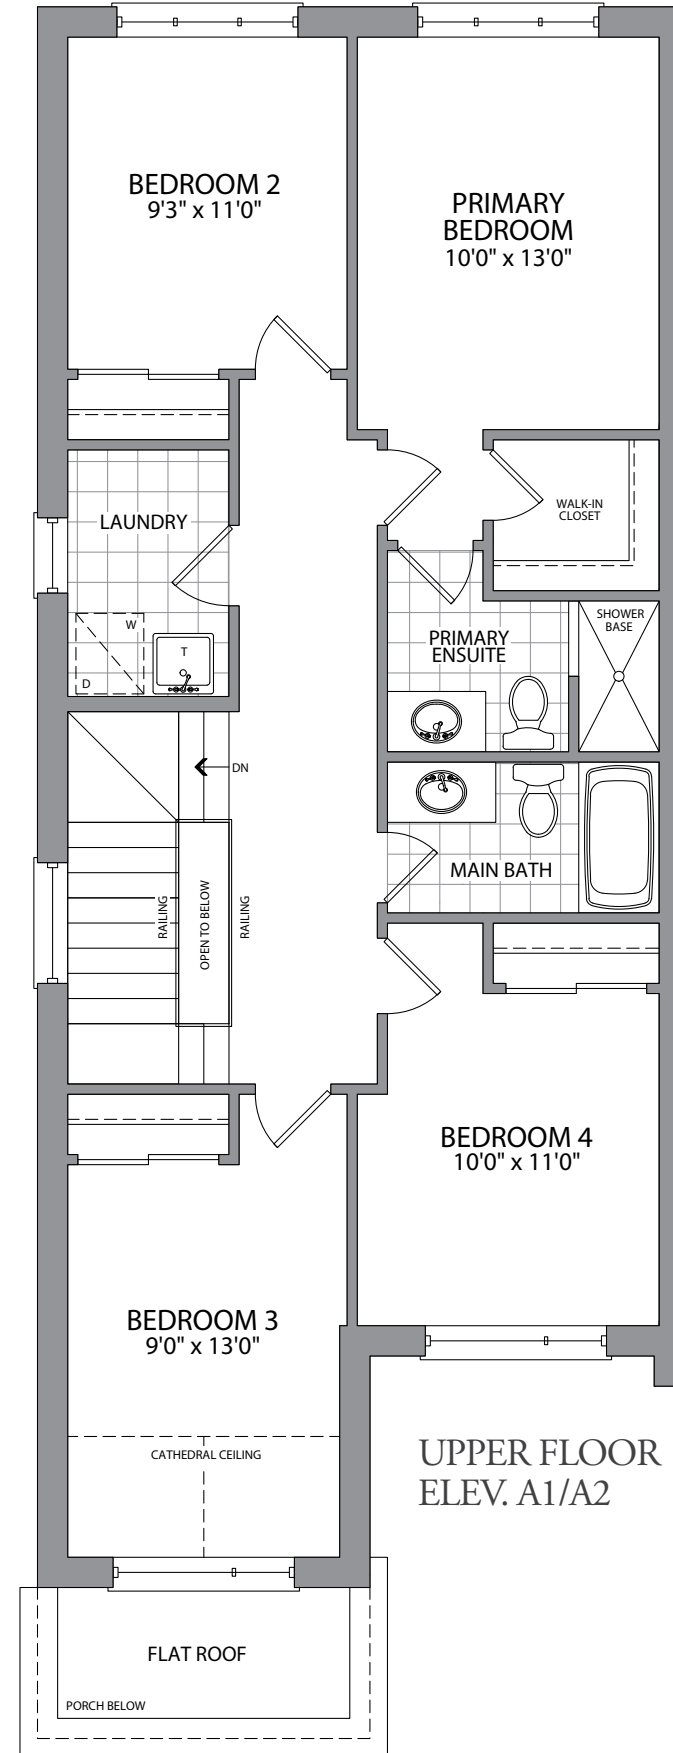 BEDROOM 2
9'3" x 11'0"
PRIMARY
BEDROOM
10'0" x 13'0"
LAUNDRY
W
D
T
WALK-IN
CLOSET
PRIMARY
ENSUITE
SHOWER
BASE
DN
RAILING
OPEN TO BELOW
RAILING
MAIN BATH
BEDROOM 4
10'0" x 11'0"
BEDROOM 3
9'0" x 13'0"
CATHEDRAL CEILING
UPPER FLOOR
ELEV. A1/A2
FLAT ROOF
PORCH BELOW